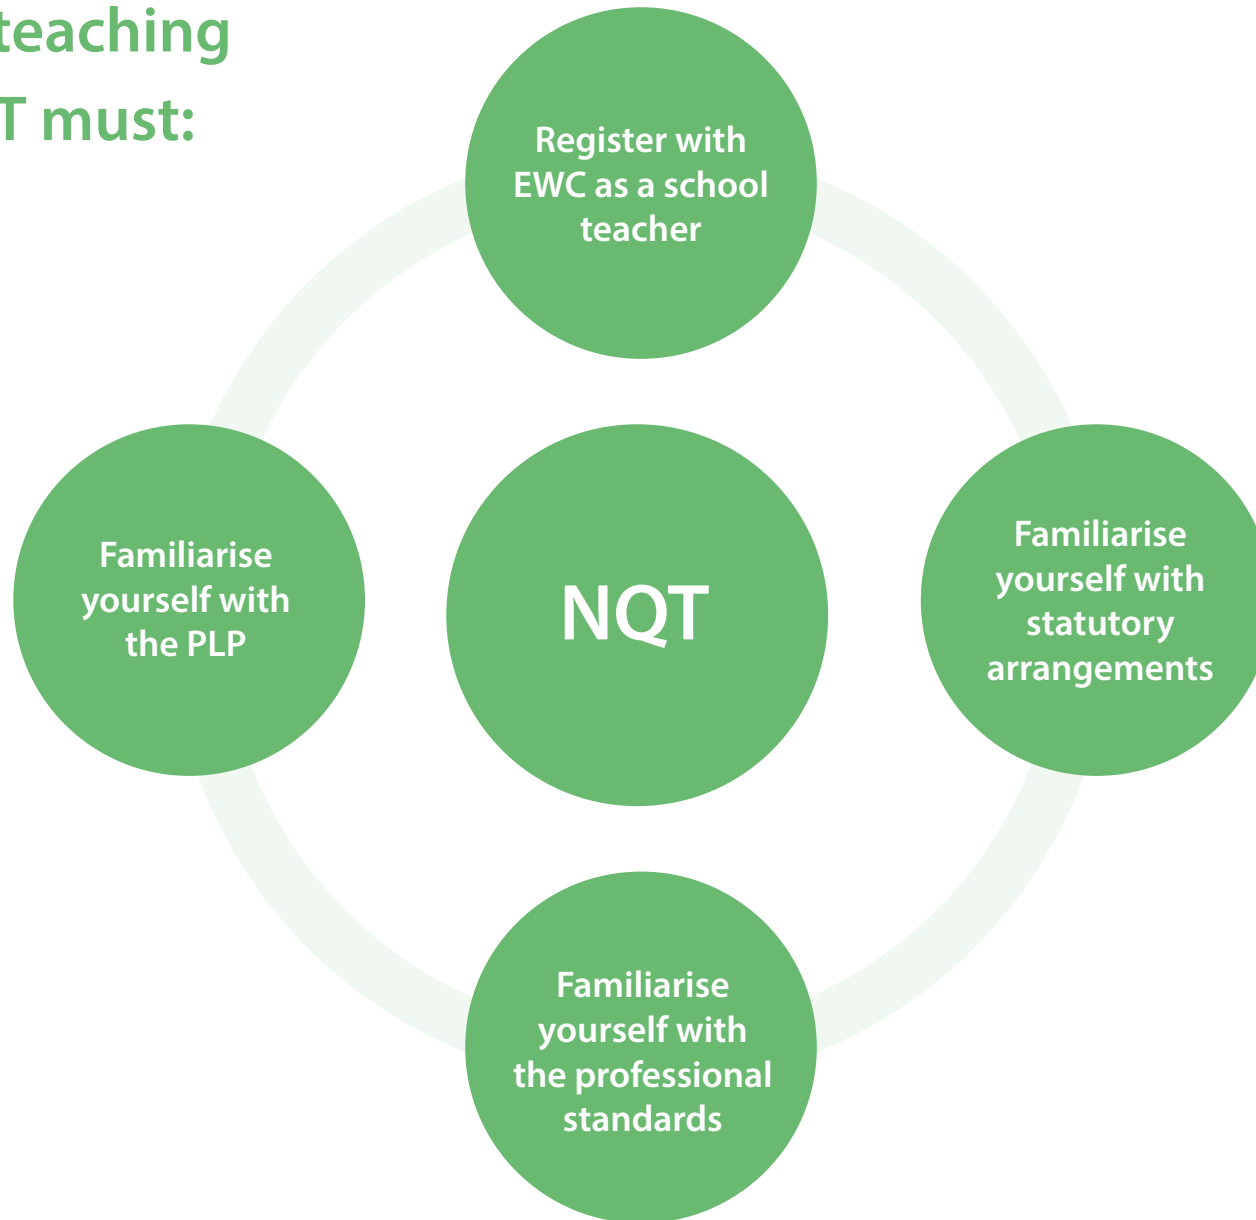 teaching
T must:
Register with
EWC as a school
teacher
Familiarise
yourself with
the PLP
NQT
Familiarise
yourself with
statutory
arrangements
Familiarise
yourself with
the professional
standards